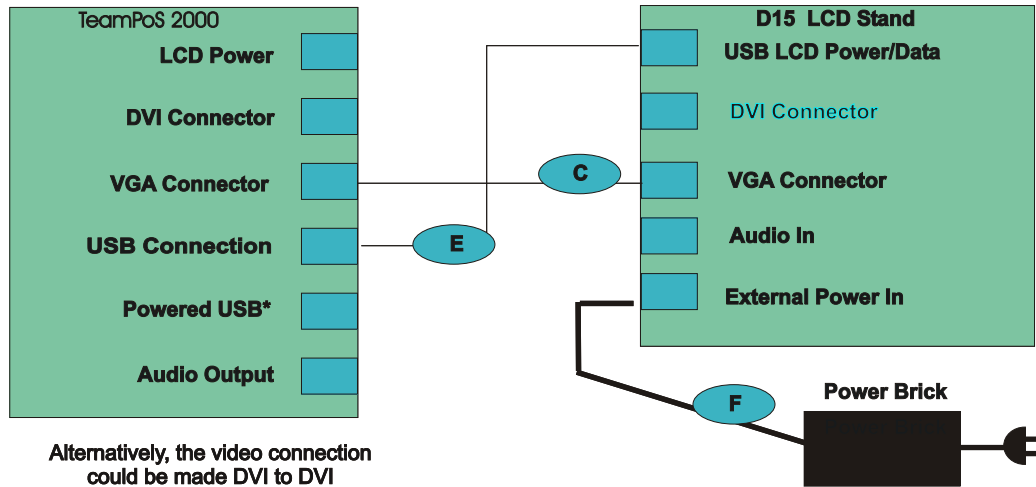 TeamPoS 2000
LCD Power
DVI Connector
VGA Connector
USB Connection
Powered USB*
Audio Output
Alternatively, the video connection
could be made DVI to DVI
C
E
F
D15 LCD Stand
USB LCD Power/Data
DVI Connector
VGA Connector
Audio In
External Power In
Power Brick